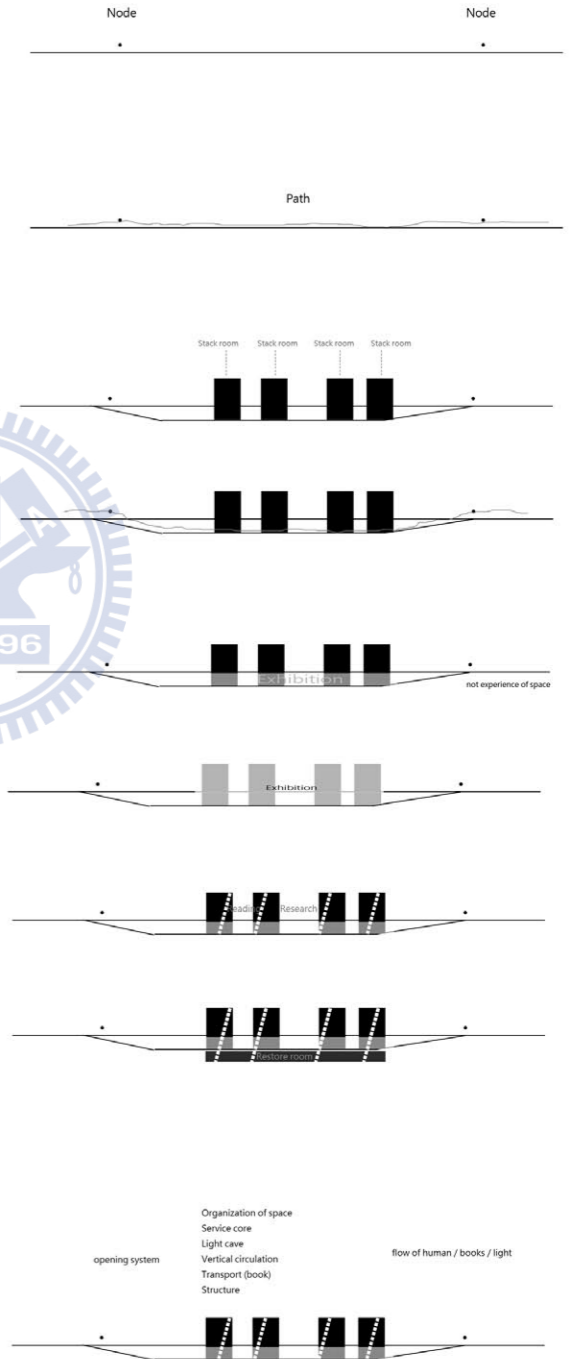 Node Node
Path
Stack room Stack room Stack room Stack room
Exhibition
not experience of space
Exhibition
Reading Research
Restore room
Organization of space
Service core
Light cave
opening system Vertical circulation flow of human / books / light
Transport (book)
Structure
A
96